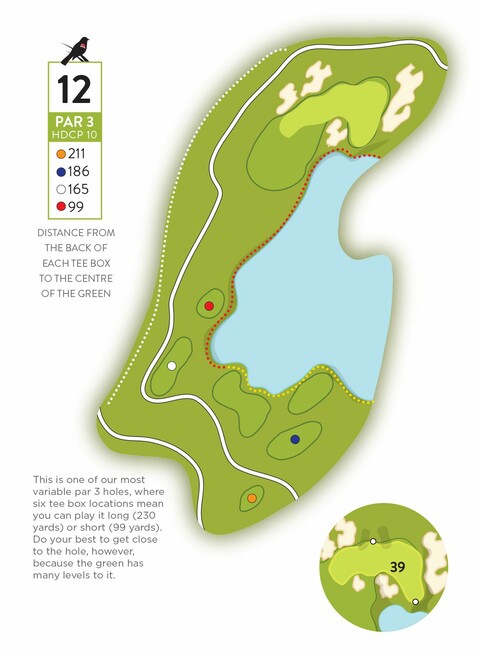 12
PAR 3
HDCP 10
211
186
165
99
DISTANCE FROM
THE BACK OF
EACH TEE BOX
TO THE CENTRE
OF THE GREEN
This is one of our most
variable par 3 holes, where
six tee box locations mean
you can play it long (230
yards) or short (99 yards).
Do your best to get close
to the hole, however,
because the green has
many levels to it.
39